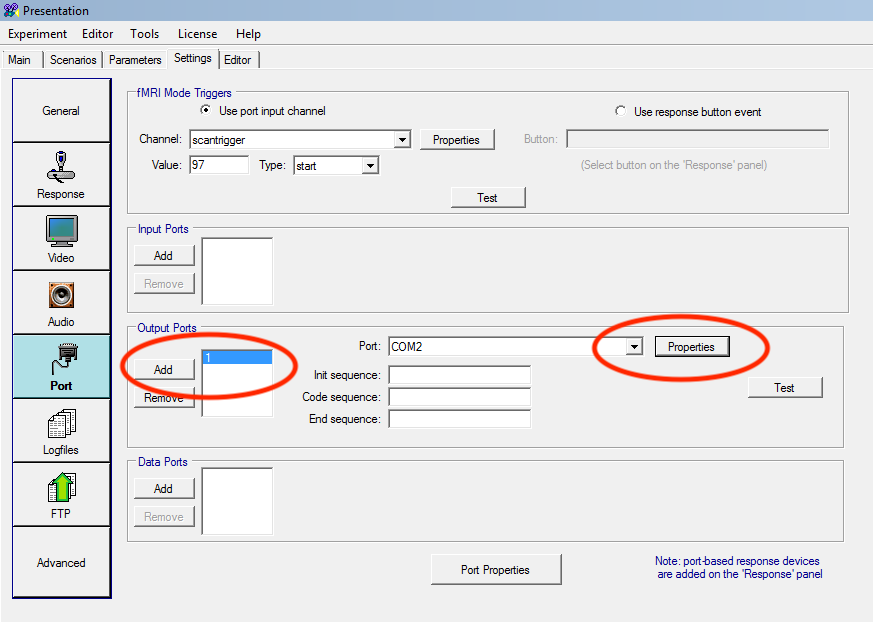 Presentation
Experiment Editor Tools License Help
Main Scenarios Parameters Settings Editor
General
Response
Video
Audio
Port
Logfiles
FTP
Advanced
fMRI Mode Triggers
Use port input channel
Use response button event
Channel: scantrigger Properties Button:
Value: 97 Type: start (Select button on the 'Response' panel)
Test
Input Ports
Add
Remove
Output Ports
Add 1
Remove
Port: COM2 Properties
Init sequence:
Code sequence:
End sequence:
Test
Data Ports
Add
Remove
Port Properties
Note: port-based response devices
are added on the 'Response' panel